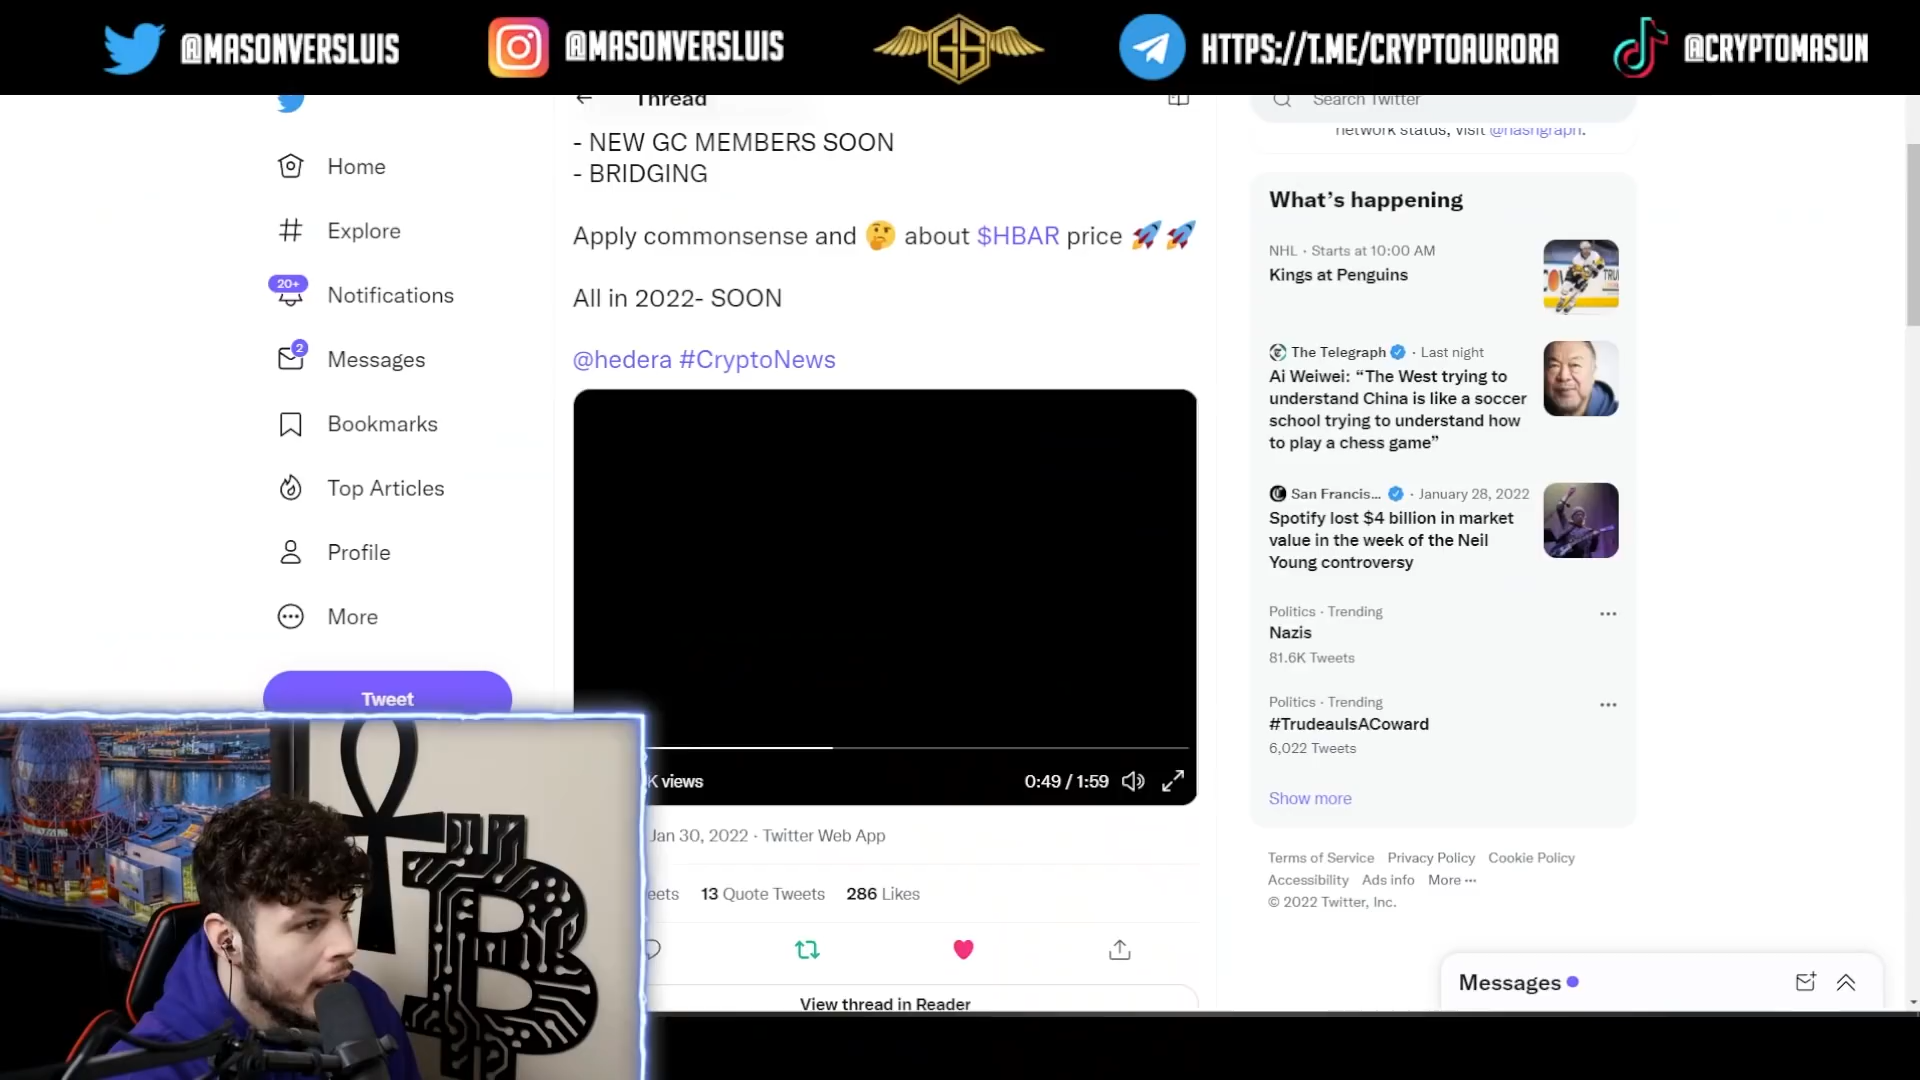 @MASONVERSLUIS
@MASONVERSLUIS
GS
HTTPS://T.ME/CRYPTOAURORA
@CRYPTOMASUN
Thread
Search Twitter
network status, visit @hashgraph.
Home
Explore
20+
Notifications
2
Messages
Bookmarks
Top Articles
Profile
More
Tweet
- NEW GC MEMBERS SOON
- BRIDGING
Apply commonsense and 🤔 about $HBAR price 🚀🚀
All in 2022- SOON
@hedera #CryptoNews
K views
0:49 / 1:59
Jan 30, 2022 · Twitter Web App
eets 13 Quote Tweets 286 Likes
View thread in Reader
What's happening
NHL · Starts at 10:00 AM
Kings at Penguins
The Telegraph · Last night
Ai Weiwei: “The West trying to
understand China is like a soccer
school trying to understand how
to play a chess game”
San Francis... · January 28, 2022
Spotify lost $4 billion in market
value in the week of the Neil
Young controversy
Politics · Trending
Nazis
81.6K Tweets
Politics · Trending
#TrudeauIsACoward
6,022 Tweets
Show more
Terms of Service Privacy Policy Cookie Policy
Accessibility Ads info More ···
© 2022 Twitter, Inc.
Messages